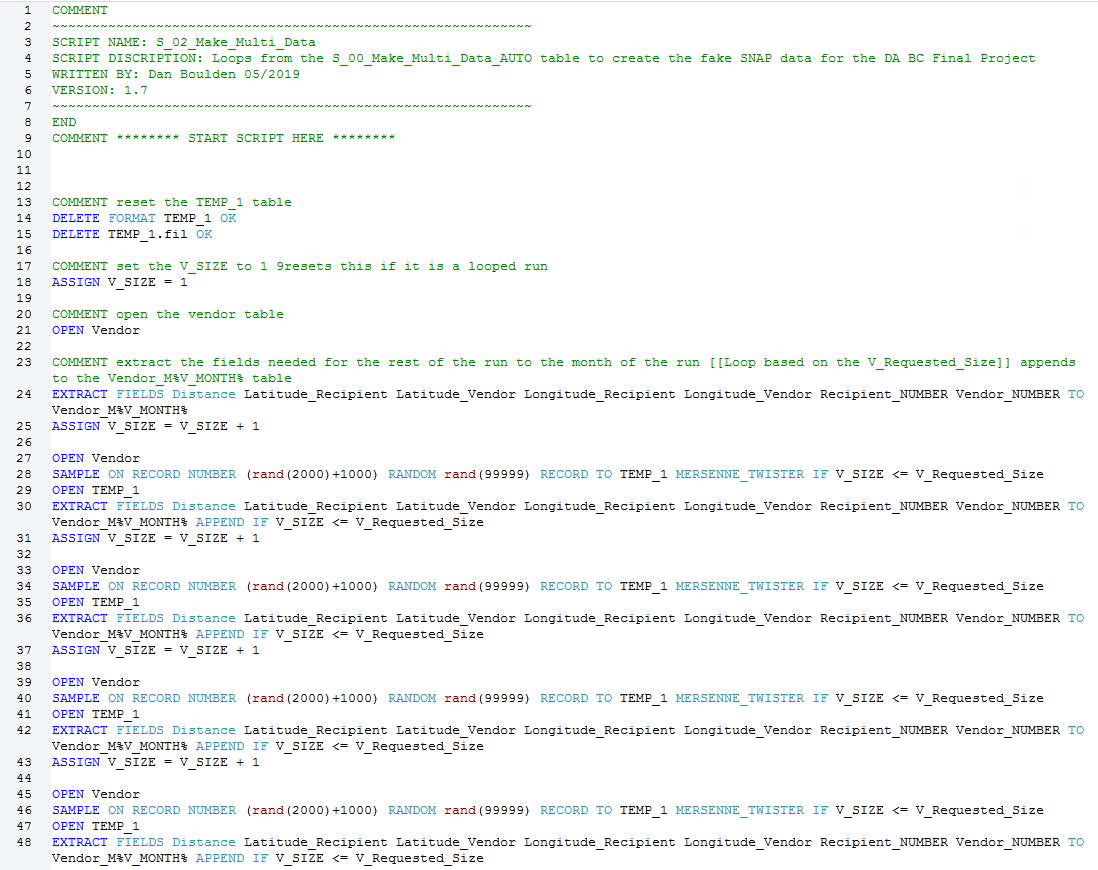 1 COMMENT
2 ~~~~~~~~~~~~~~~~~~~~~~~~~~~~~~~~~~~~~~~~~~~~~~~~~~~~~~~~~~~~
3 SCRIPT NAME: S_02_Make_Multi_Data
4 SCRIPT DISCRIPTION: Loops from the S_00_Make_Multi_Data_AUTO table to create the fake SNAP data for the DA BC Final Project
5 WRITTEN BY: Dan Boulden 05/2019
6 VERSION: 1.7
7 ~~~~~~~~~~~~~~~~~~~~~~~~~~~~~~~~~~~~~~~~~~~~~~~~~~~~~~~~~~~~
8 END
9 COMMENT ******** START SCRIPT HERE ********
10
11
12
13 COMMENT reset the TEMP_1 table
14 DELETE FORMAT TEMP_1 OK
15 DELETE TEMP_1.fil OK
16
17 COMMENT set the V_SIZE to 1 9resets this if it is a looped run
18 ASSIGN V_SIZE = 1
19
20 COMMENT open the vendor table
21 OPEN Vendor
22
23 COMMENT extract the fields needed for the rest of the run to the month of the run [[Loop based on the V_Requested_Size]] appends
to the Vendor_M%V_MONTH% table
24 EXTRACT FIELDS Distance Latitude_Recipient Latitude_Vendor Longitude_Recipient Longitude_Vendor Recipient_NUMBER Vendor_NUMBER TO
Vendor_M%V_MONTH%
25 ASSIGN V_SIZE = V_SIZE + 1
26
27 OPEN Vendor
28 SAMPLE ON RECORD NUMBER (rand(2000)+1000) RANDOM rand(99999) RECORD TO TEMP_1 MERSENNE_TWISTER IF V_SIZE <= V_Requested_Size
29 OPEN TEMP_1
30 EXTRACT FIELDS Distance Latitude_Recipient Latitude_Vendor Longitude_Recipient Longitude_Vendor Recipient_NUMBER Vendor_NUMBER TO
Vendor_M%V_MONTH% APPEND IF V_SIZE <= V_Requested_Size
31 ASSIGN V_SIZE = V_SIZE + 1
32
33 OPEN Vendor
34 SAMPLE ON RECORD NUMBER (rand(2000)+1000) RANDOM rand(99999) RECORD TO TEMP_1 MERSENNE_TWISTER IF V_SIZE <= V_Requested_Size
35 OPEN TEMP_1
36 EXTRACT FIELDS Distance Latitude_Recipient Latitude_Vendor Longitude_Recipient Longitude_Vendor Recipient_NUMBER Vendor_NUMBER TO
Vendor_M%V_MONTH% APPEND IF V_SIZE <= V_Requested_Size
37 ASSIGN V_SIZE = V_SIZE + 1
38
39 OPEN Vendor
40 SAMPLE ON RECORD NUMBER (rand(2000)+1000) RANDOM rand(99999) RECORD TO TEMP_1 MERSENNE_TWISTER IF V_SIZE <= V_Requested_Size
41 OPEN TEMP_1
42 EXTRACT FIELDS Distance Latitude_Recipient Latitude_Vendor Longitude_Recipient Longitude_Vendor Recipient_NUMBER Vendor_NUMBER TO
Vendor_M%V_MONTH% APPEND IF V_SIZE <= V_Requested_Size
43 ASSIGN V_SIZE = V_SIZE + 1
44
45 OPEN Vendor
46 SAMPLE ON RECORD NUMBER (rand(2000)+1000) RANDOM rand(99999) RECORD TO TEMP_1 MERSENNE_TWISTER IF V_SIZE <= V_Requested_Size
47 OPEN TEMP_1
48 EXTRACT FIELDS Distance Latitude_Recipient Latitude_Vendor Longitude_Recipient Longitude_Vendor Recipient_NUMBER Vendor_NUMBER TO
Vendor_M%V_MONTH% APPEND IF V_SIZE <= V_Requested_Size